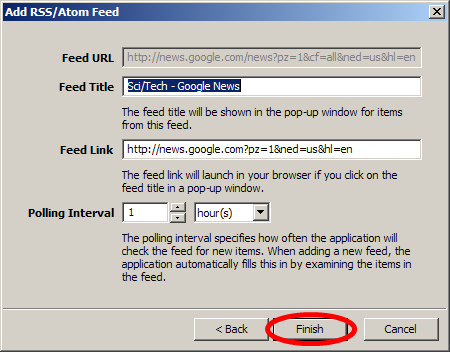 Add RSS/Atom Feed
Feed URL http://news.google.com/news?pz=1&cf=all&ned=us&hl=en
Feed Title Sci/Tech - Google News
The feed title will be shown in the pop-up window for items
from this feed.
Feed Link http://news.google.com?pz=1&ned=us&hl=en
The feed link will launch in your browser if you click on the
feed title in a pop-up window.
Polling Interval 1 hour(s)
The polling interval specifies how often the application will
check the feed for new items. When adding a new feed, the
application automatically fills this in by examining the items in
the feed.
< Back Finish Cancel